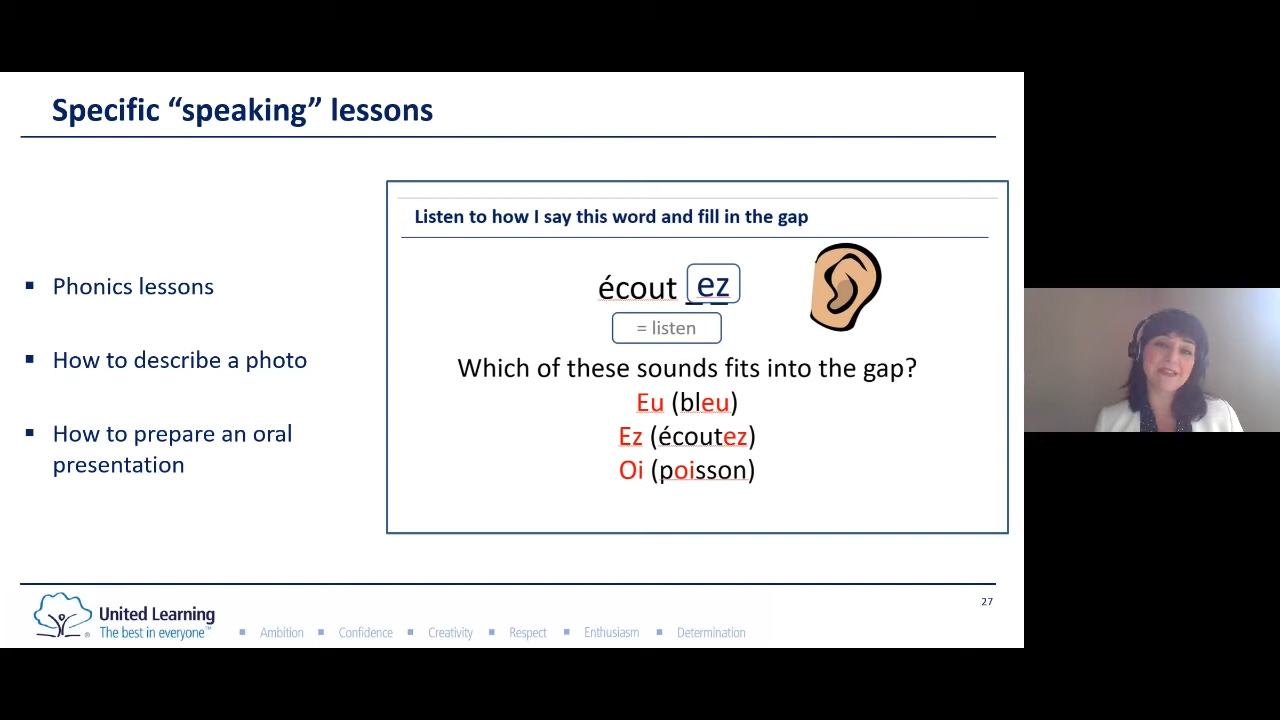 Specific “speaking” lessons
▪ Phonics lessons
▪ How to describe a photo
▪ How to prepare an oral
presentation
Listen to how I say this word and fill in the gap
écout ez
= listen
Which of these sounds fits into the gap?
Eu (bleu)
Ez (écoutez)
Oi (poisson)
27
United Learning
The best in everyone™
®
▪ Ambition ▪ Confidence ▪ Creativity ▪ Respect ▪ Enthusiasm ▪ Determination